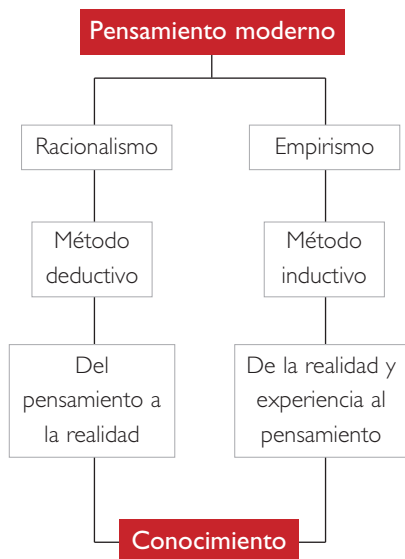 Pensamiento moderno
Racionalismo
Empirismo
Método
deductivo
Método
inductivo
Del
pensamiento a
la realidad
De la realidad y
experiencia al
pensamiento
Conocimiento